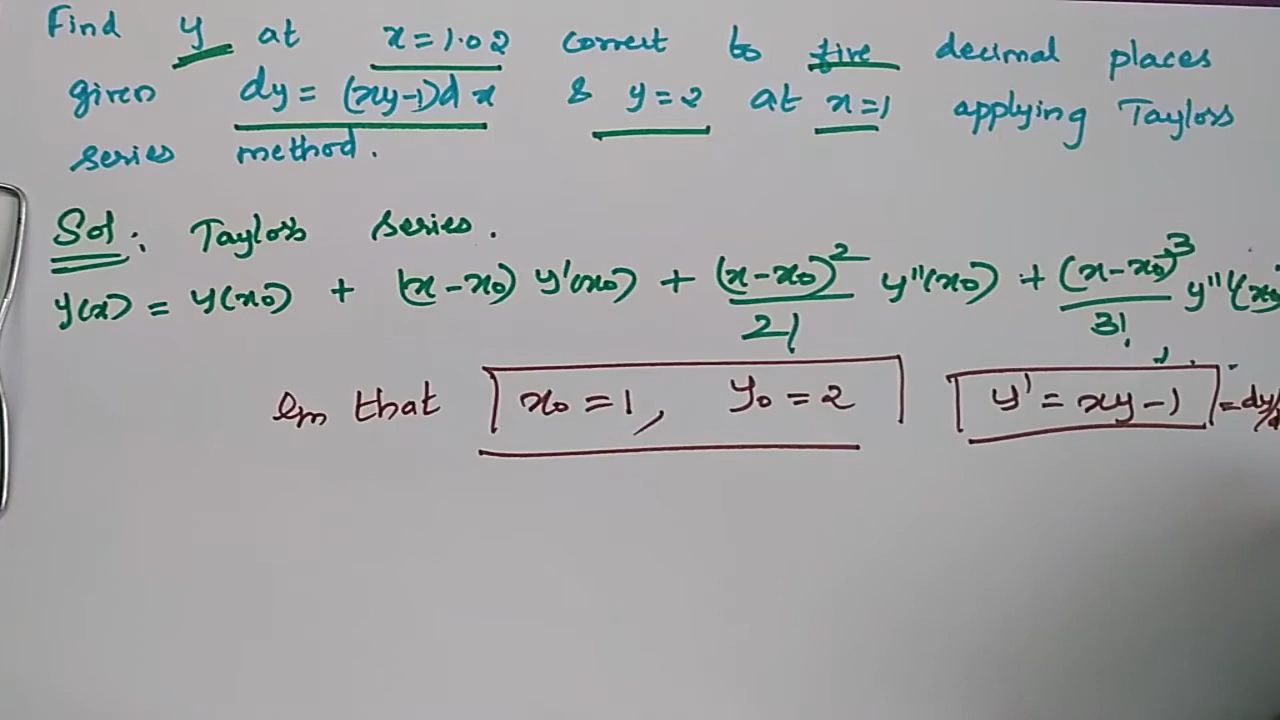 Find y at x=1.02 correct to five decimal places
given dy = (xy-1)dx & y=2 at x=1 applying Taylors
series method.
Sol: Taylors series.
y(x) = y(x0) + (x-x0) y'(x0) + (x-x0)^2/2! y''(x0) + (x-x0)^3/3! y'''(x0
that x0=1, y0=2 y'=xy-1 =dy/